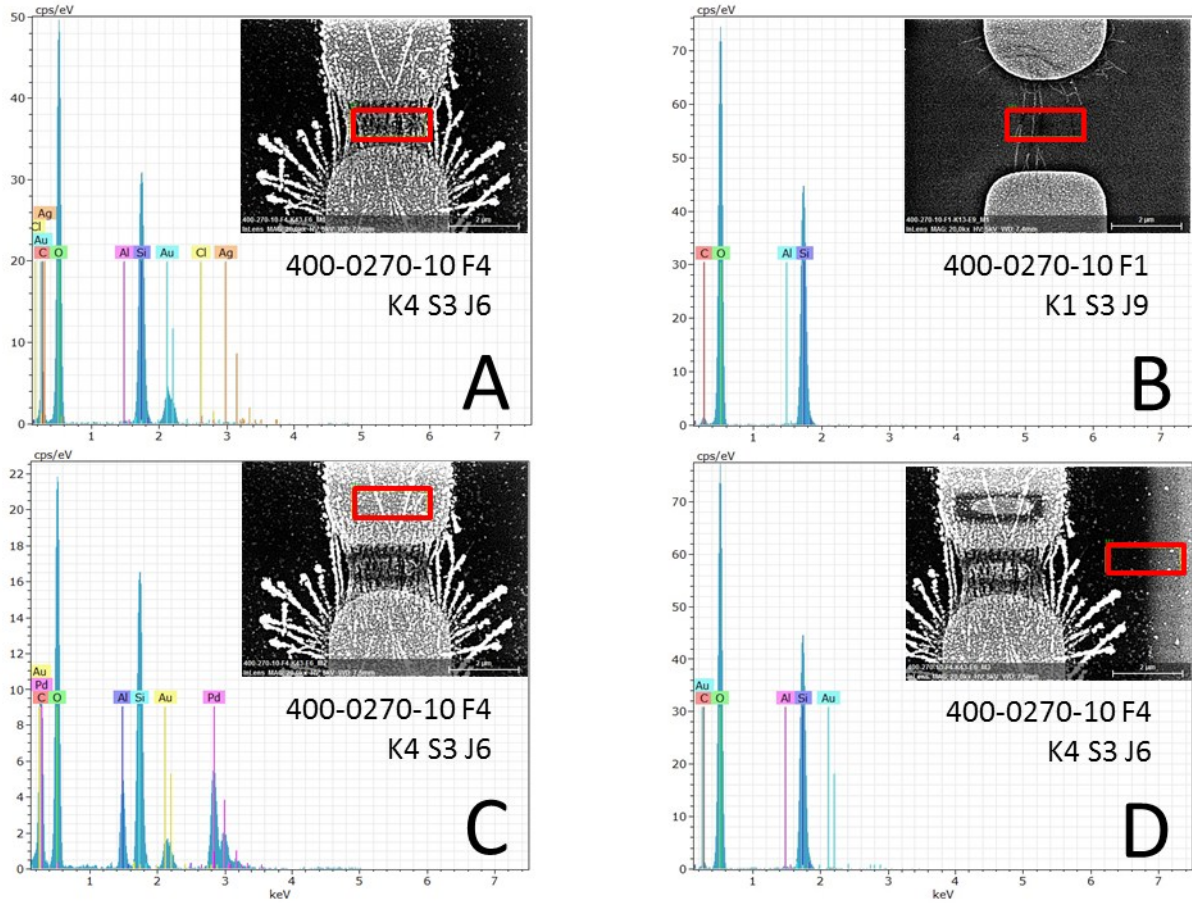 cps/eV
50
40
30
20
10
0
Ag
Cl
Au
C O Al Si Au Cl Ag
1 2 3 4 5 6 7
2 µm
400-0270-10 F4
K4 S3 J6
A
cps/eV
70
60
50
40
30
20
10
0
C O Al Si
1 2 3 4 5 6 7
2 µm
400-0270-10 F1
K1 S3 J9
B
cps/eV
22
20
18
16
14
12
10
8
6
4
2
0
Au
Pd
C O Al Si Au Pd
1 2 3 4 5 6 7
keV
2 µm
400-0270-10 F4
K4 S3 J6
C
cps/eV
70
60
50
40
30
20
10
0
Au
C O Al Si Au
1 2 3 4 5 6 7
keV
2 µm
400-0270-10 F4
K4 S3 J6
D